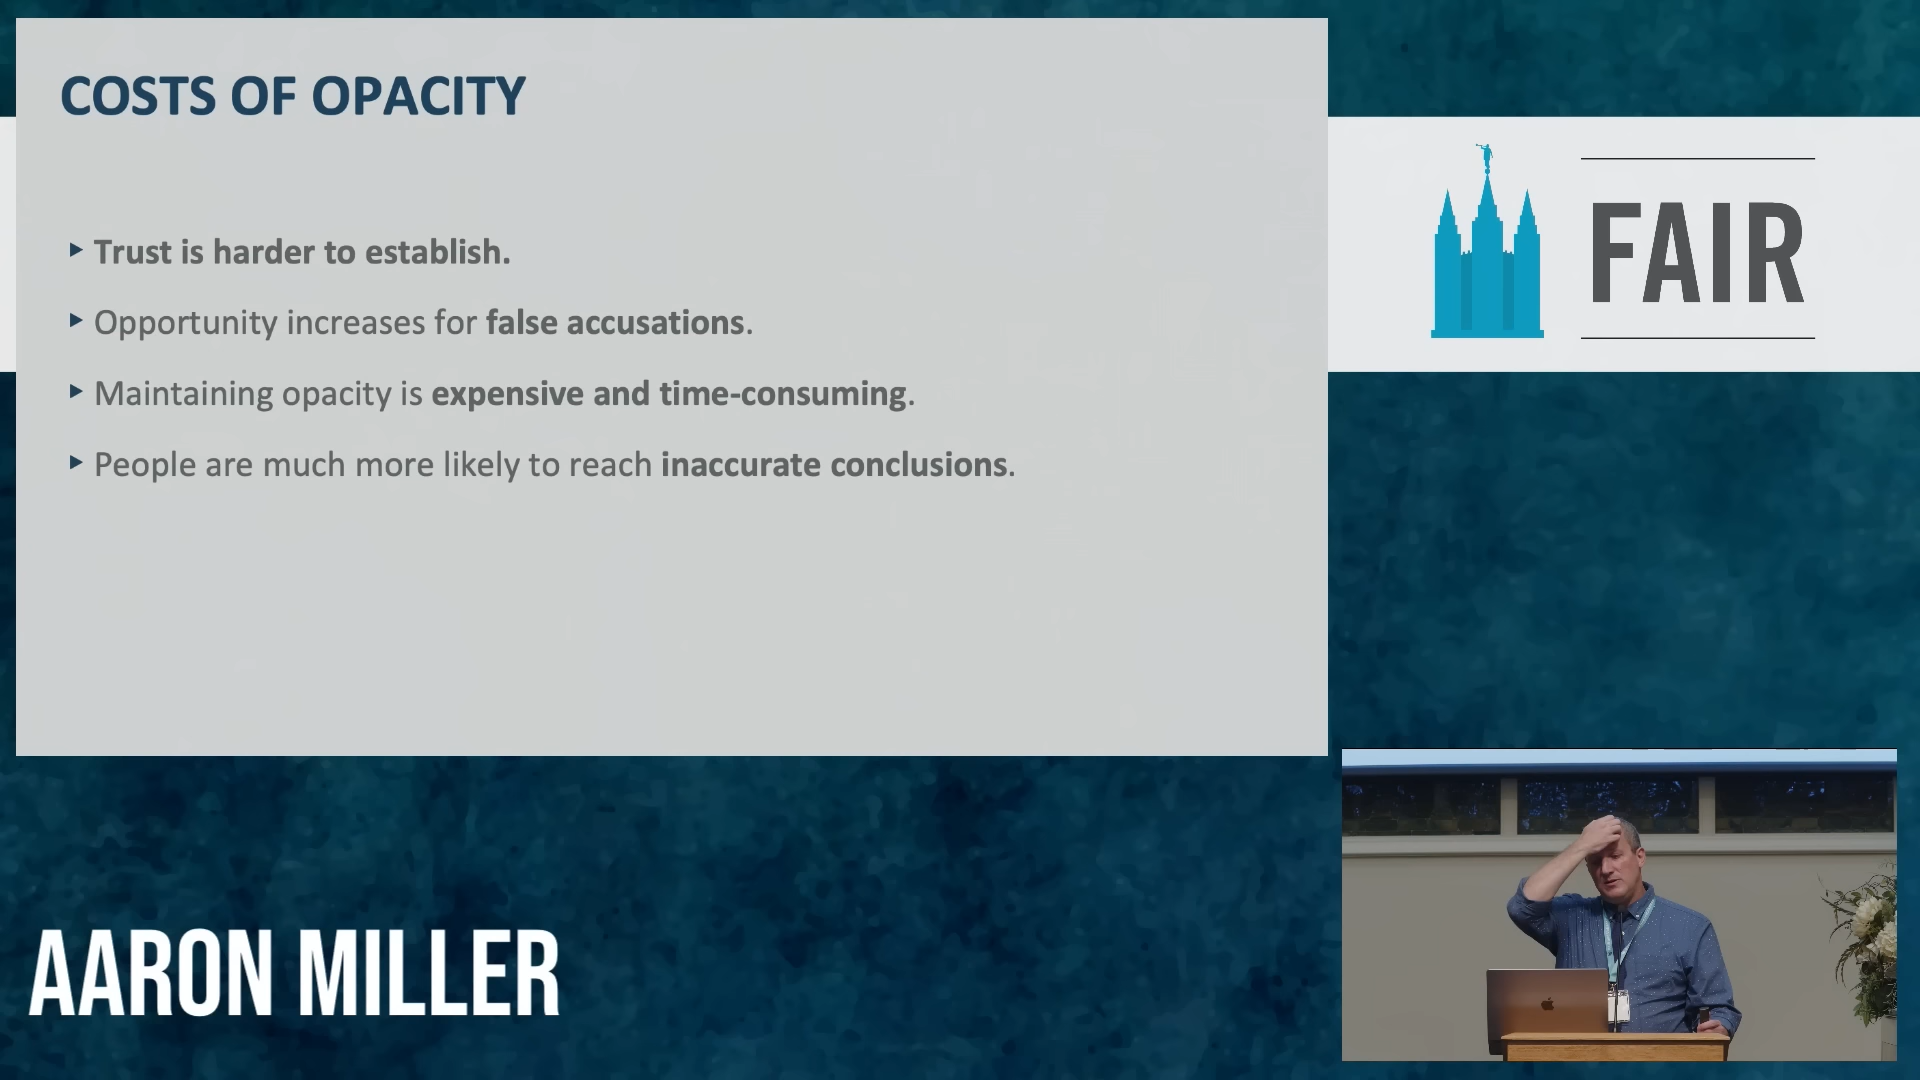 COSTS OF OPACITY
Trust is harder to establish.
Opportunity increases for false accusations.
Maintaining opacity is expensive and time-consuming.
People are much more likely to reach inaccurate conclusions.
FAIR
AARON MILLER